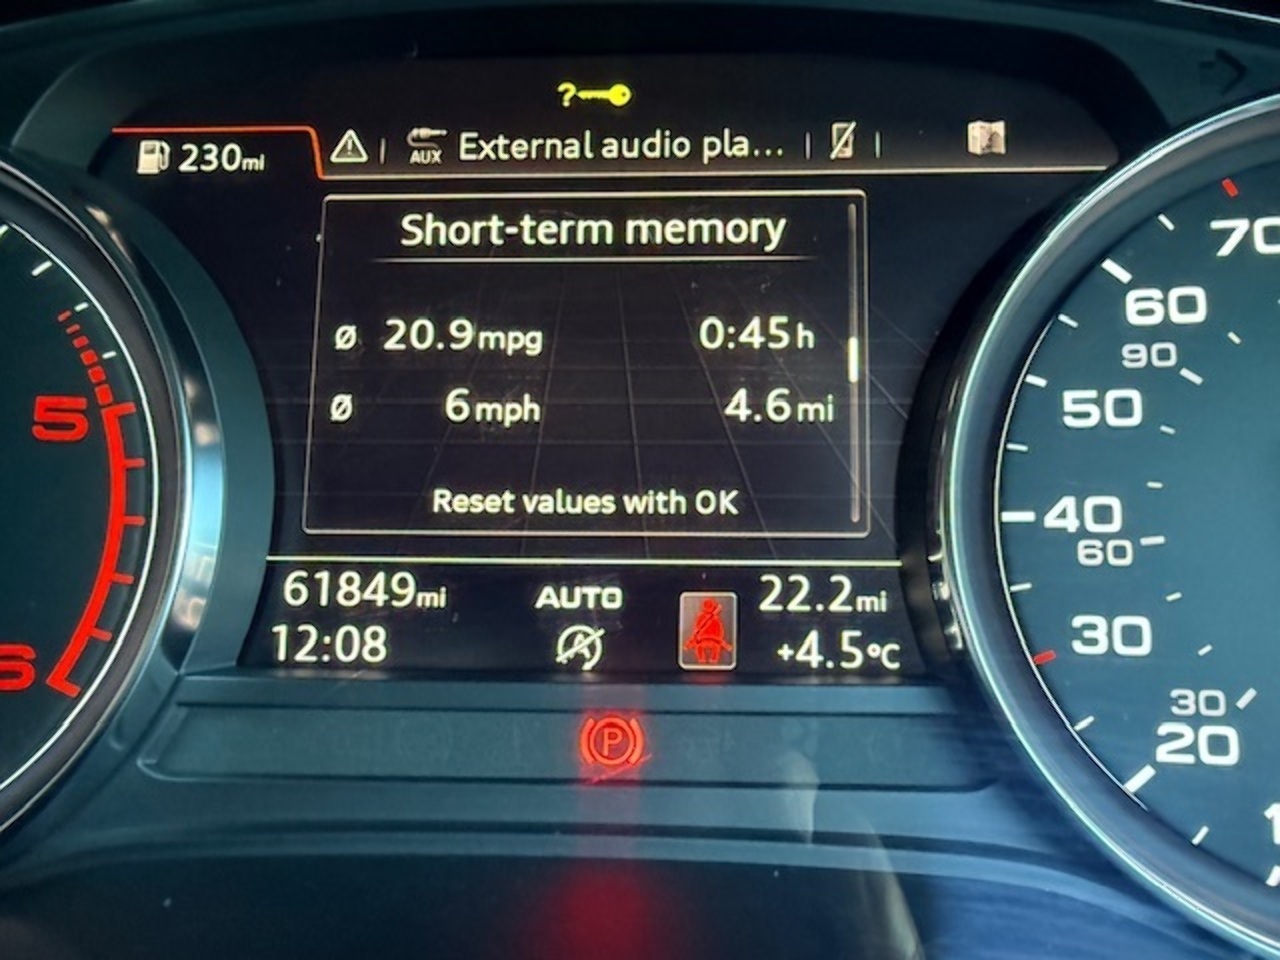 ?
230mi
AUX External audio pla...
Short-term memory
ø 20.9mpg 0:45h
ø 6mph 4.6mi
Reset values with OK
61849mi AUTO 22.2mi
12:08 A +4.5°C
P
5
6
70
60
90
50
40
60
30
30
20